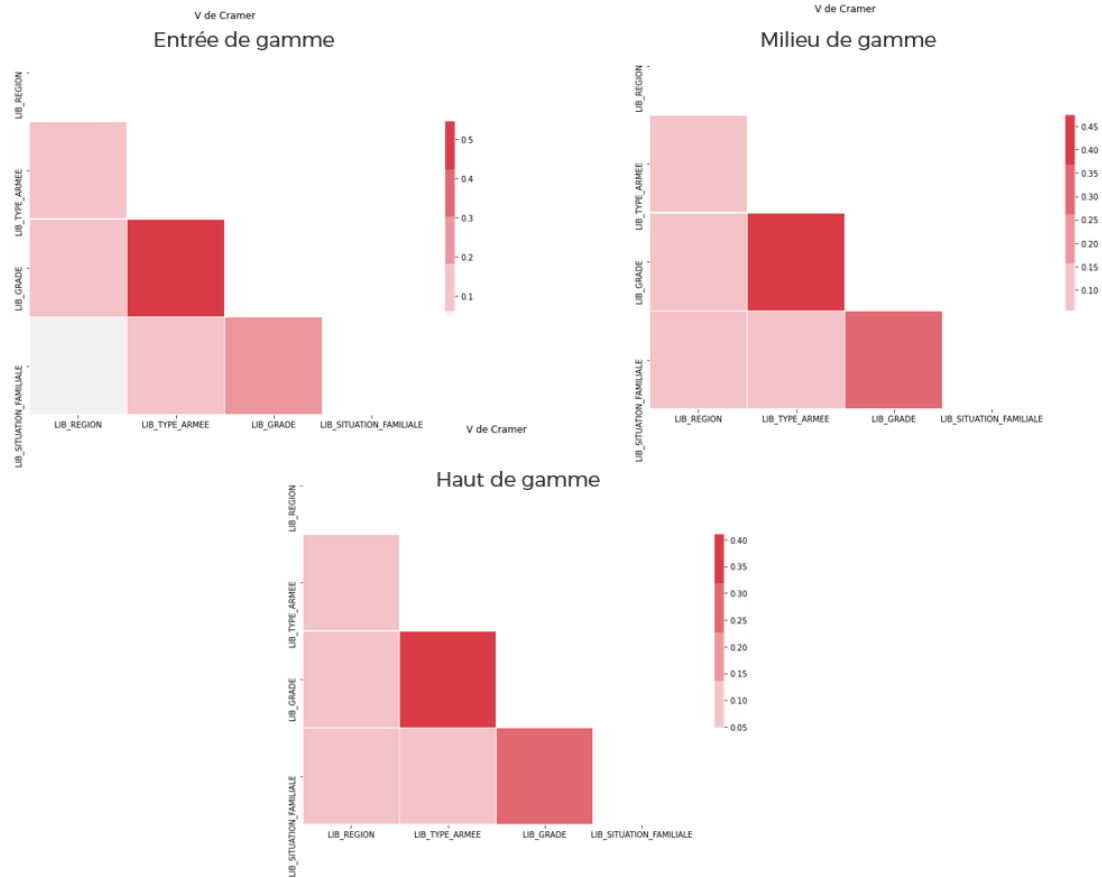 V de Cramer
Entrée de gamme
LIB_REGION
LIB_TYPE_ARMEE
LIB_GRADE
LIB_SITUATION_FAMILIALE
0.5
0.4
0.3
0.2
0.1
LIB_REGION LIB_TYPE_ARMEE LIB_GRADE LIB_SITUATION_FAMILIALE
V de Cramer
Milieu de gamme
LIB_REGION
LIB_TYPE_ARMEE
LIB_GRADE
LIB_SITUATION_FAMILIALE
0.45
0.40
0.35
0.30
0.25
0.20
0.15
0.10
LIB_REGION LIB_TYPE_ARMEE LIB_GRADE LIB_SITUATION_FAMILIALE
V de Cramer
Haut de gamme
LIB_REGION
LIB_TYPE_ARMEE
LIB_GRADE
LIB_SITUATION_FAMILIALE
0.40
0.35
0.30
0.25
0.20
0.15
0.10
0.05
LIB_REGION LIB_TYPE_ARMEE LIB_GRADE LIB_SITUATION_FAMILIALE